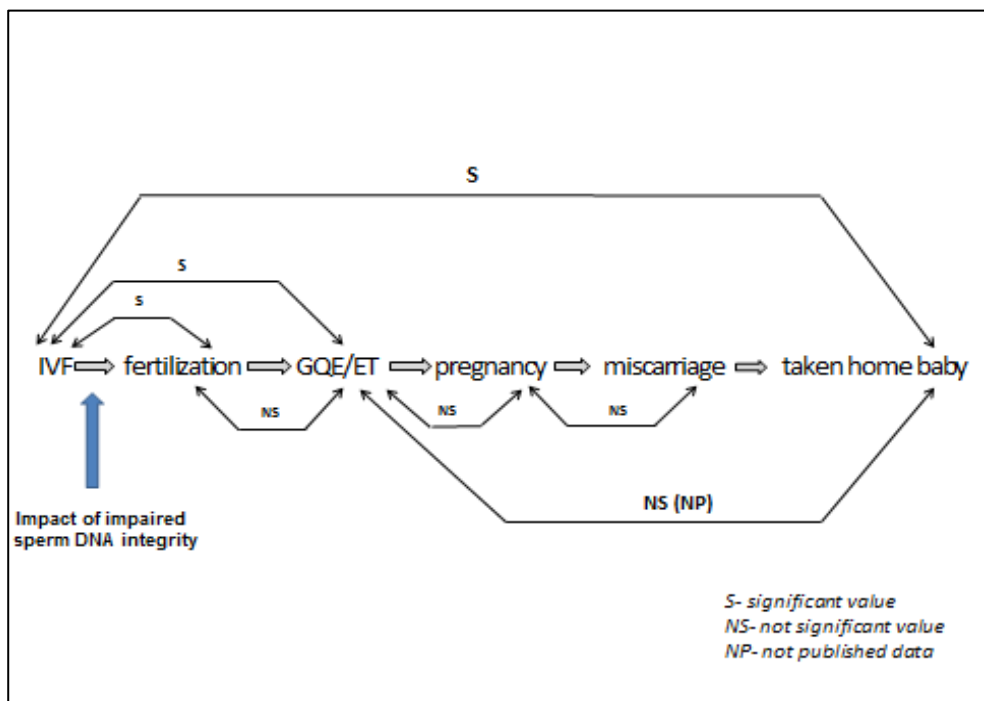 S
S
S
IVF fertilization GQE/ET pregnancy miscarriage taken home baby
NS
NS
NS
NS (NP)
Impact of impaired
sperm DNA integrity
S- significant value
NS- not significant value
NP- not published data